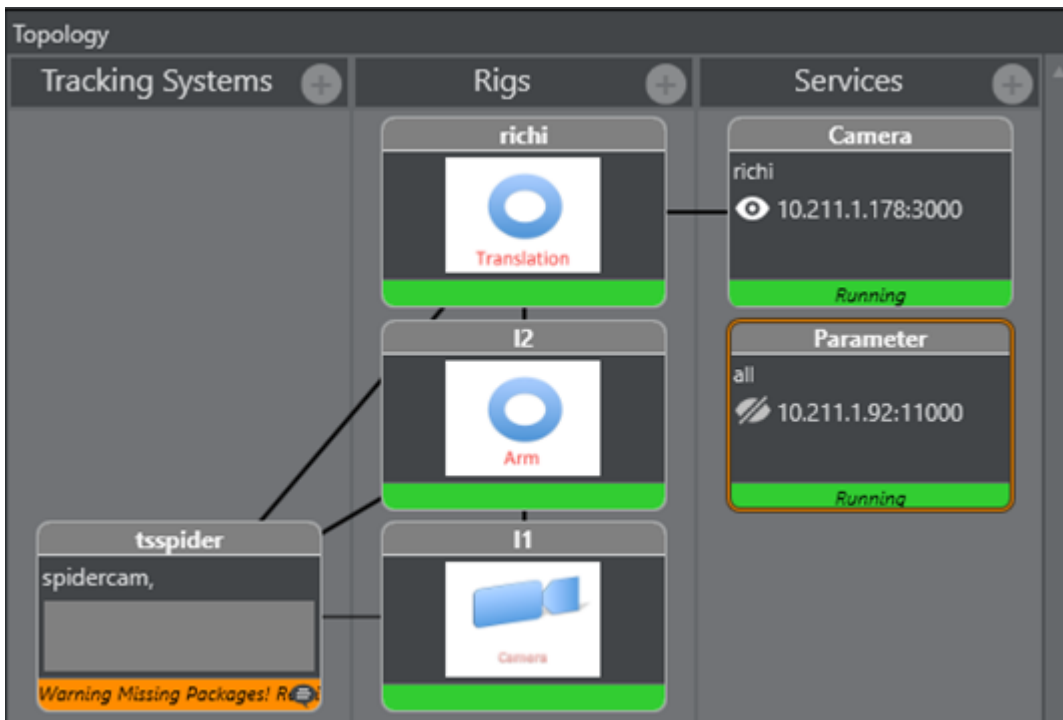 Topology
Tracking Systems
Rigs
Services
richi
Translation
Camera
richi
10.211.1.178:3000
Running
l2
Arm
Parameter
all
10.211.1.92:11000
Running
tsspider
spidercam,
Warning Missing Packages!
l1
Camera